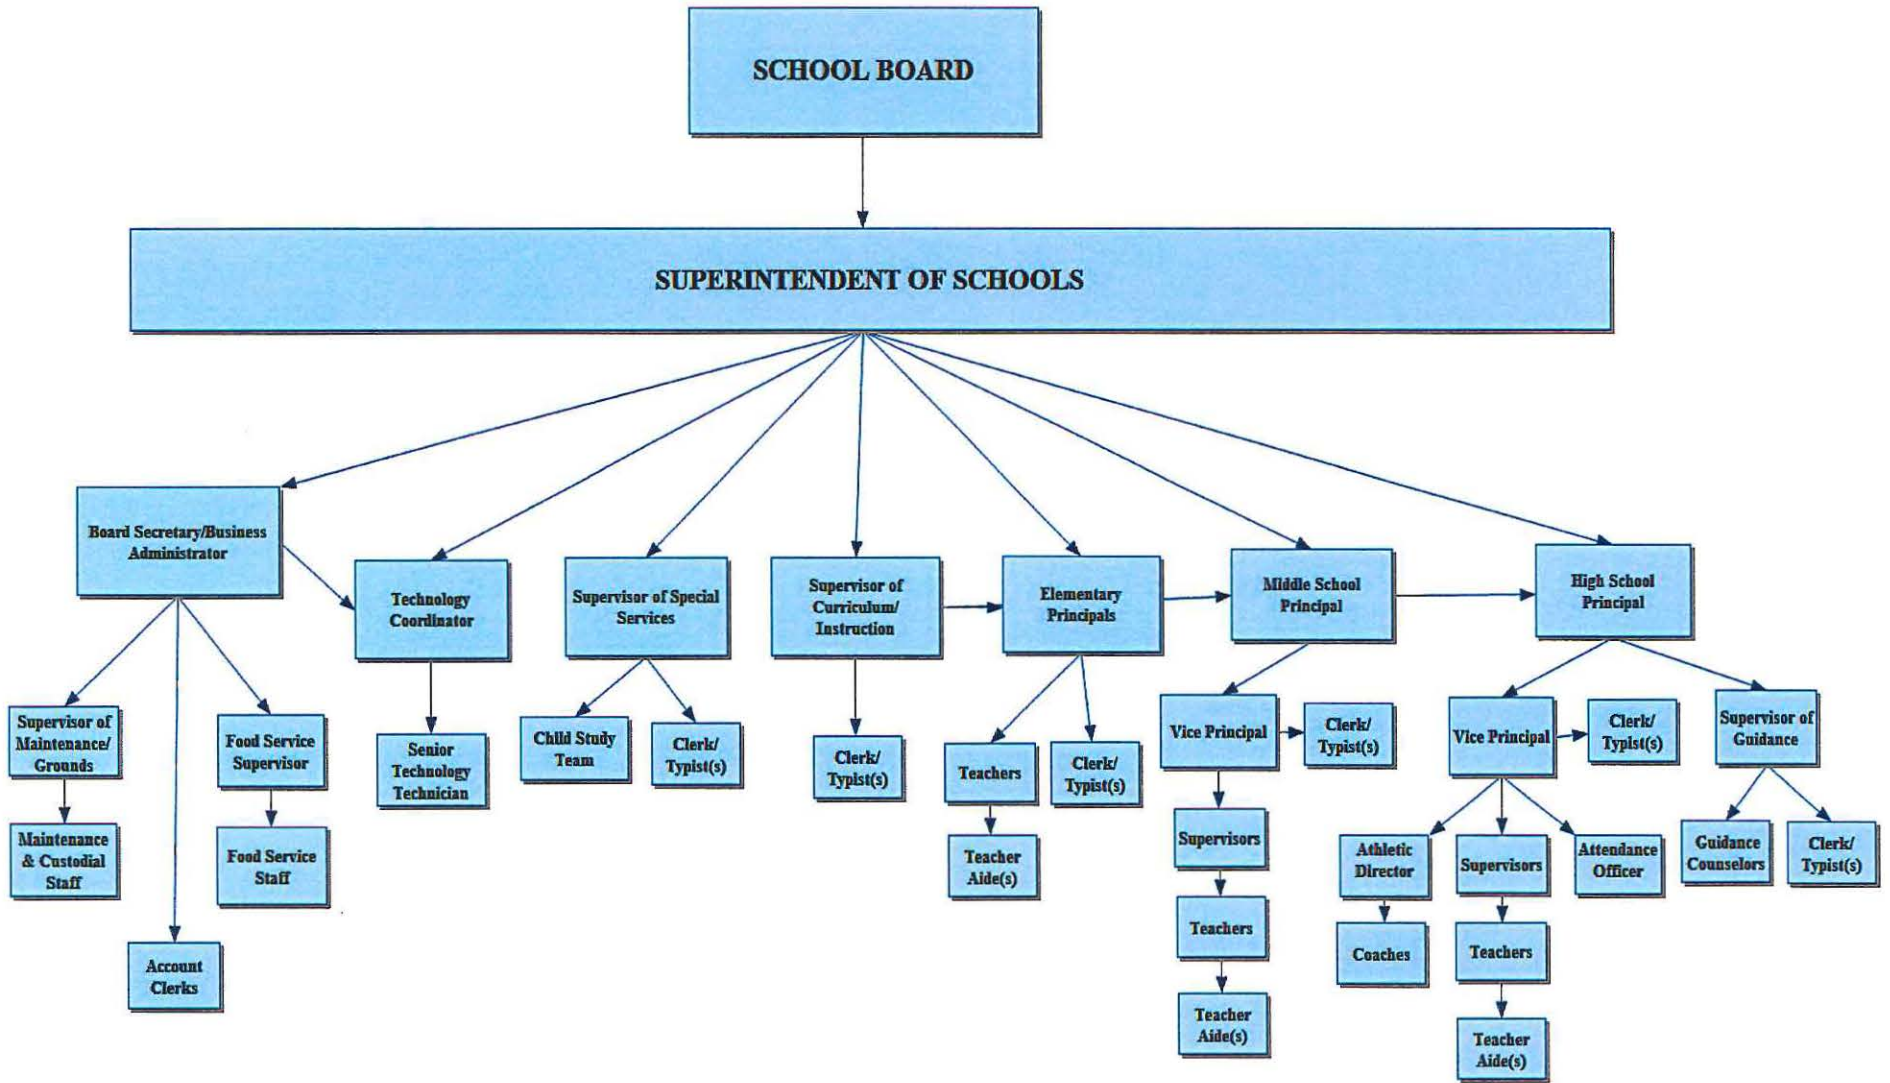 SCHOOL BOARD
SUPERINTENDENT OF SCHOOLS
Board Secretary/Business
Administrator
Technology
Coordinator
Supervisor of Special
Services
Supervisor of
Curriculum/
Instruction
Elementary
Principals
Middle School
Principal
High School
Principal
Supervisor of
Maintenance/
Grounds
Food Service
Supervisor
Senior
Technology
Technician
Child Study
Team
Clerk/
Typist(s)
Clerk/
Typist(s)
Teachers
Clerk/
Typist(s)
Vice Principal
Clerk/
Typist(s)
Vice Principal
Clerk/
Typist(s)
Supervisor of
Guidance
Maintenance
& Custodial
Staff
Food Service
Staff
Teacher
Aide(s)
Supervisors
Athletic
Director
Supervisors
Attendance
Officer
Guidance
Counselors
Clerk/
Typist(s)
Account
Clerks
Teachers
Coaches
Teachers
Teacher
Aide(s)
Teacher
Aide(s)